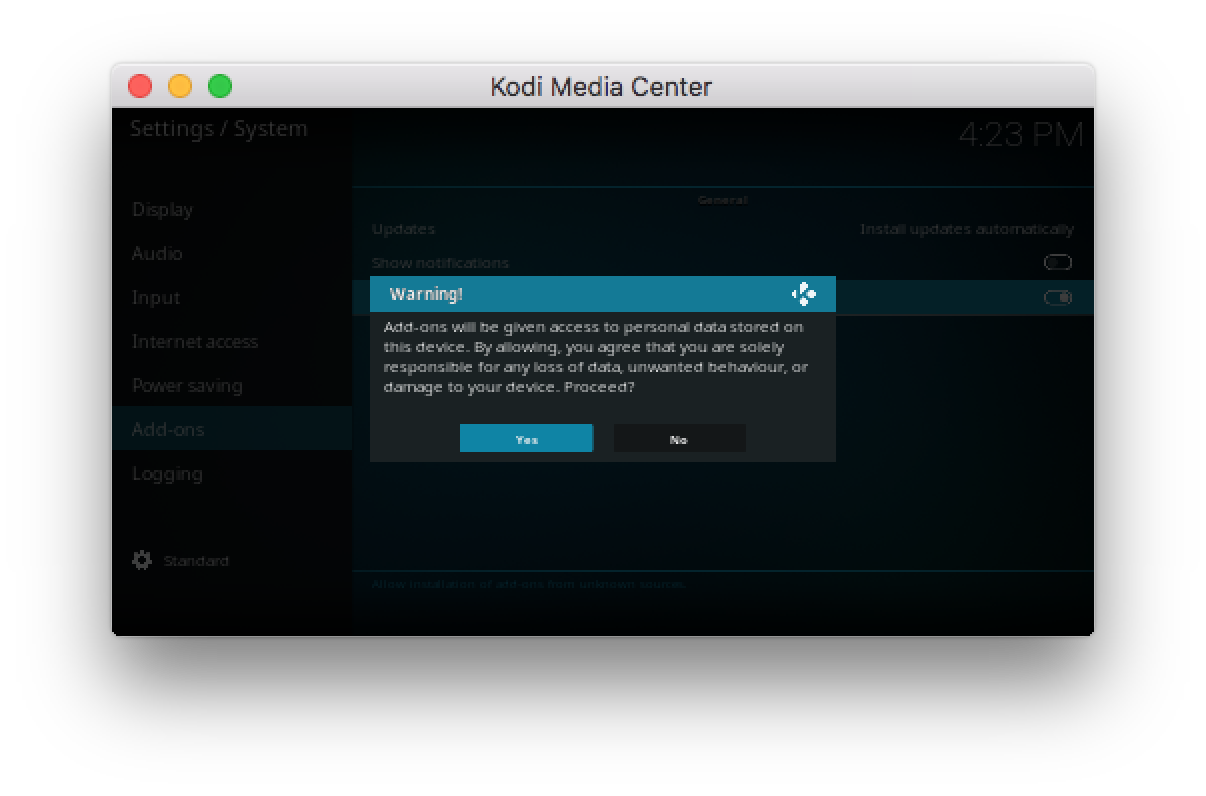 Kodi Media Center
Settings / System
4:23 PM
Display
Audio
Input
Internet access
Power saving
Add-ons
Logging
Standard
General
Updates
Install updates automatically
Show notifications
Warning!
Add-ons will be given access to personal data stored on
this device. By allowing, you agree that you are solely
responsible for any loss of data, unwanted behaviour, or
damage to your device. Proceed?
Yes
No
Allow installation of add-ons from unknown sources.